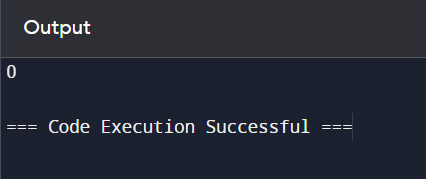 Output
0
=== Code Execution Successful ===